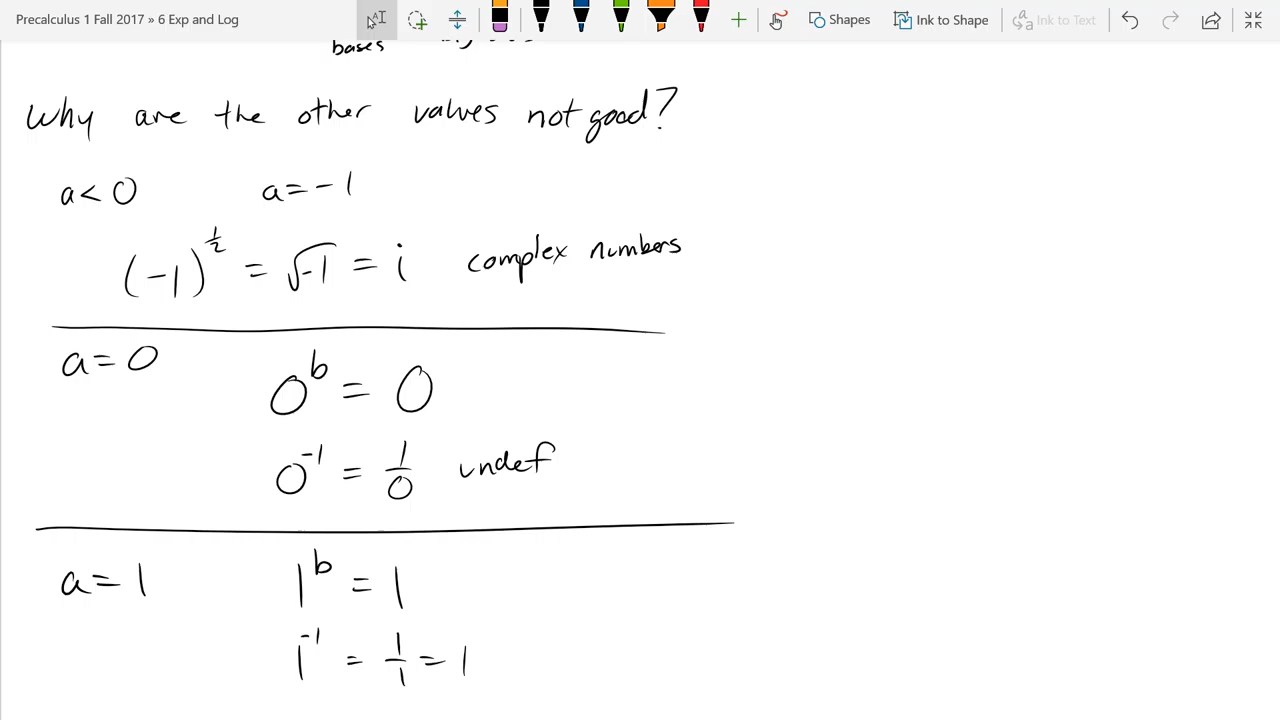 Precalculus 1 Fall 2017 » 6 Exp and Log
Shapes
Ink to Shape
Ink to Text
bases
Why are the other values not good?
a < 0 a = -1
(-1)^{1/2} = √-1 = i complex numbers
a = 0 0^b = 0
0^{-1} = 1/0 undef
a = 1 1^b = 1
1^{-1} = 1/1 = 1